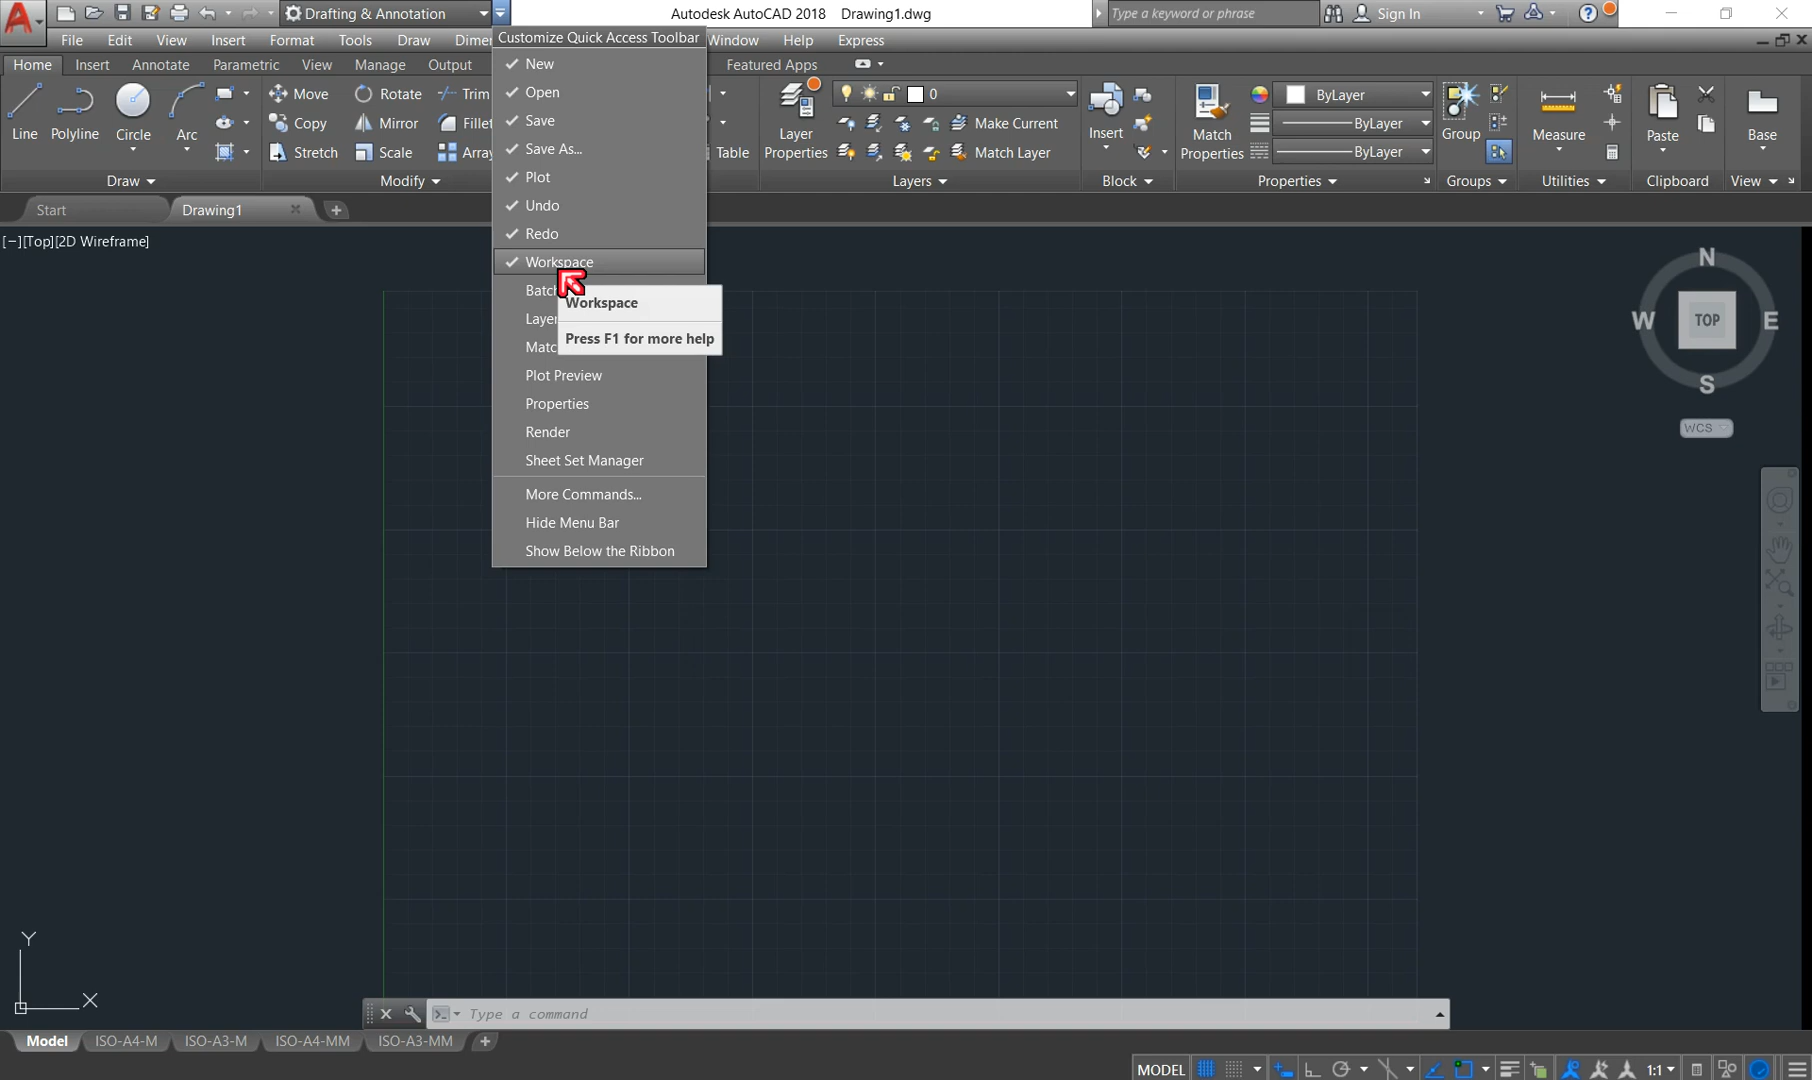 Drafting & Annotation
Autodesk AutoCAD 2018 Drawing1.dwg
Type a keyword or phrase
Sign In
File Edit View Insert Format Tools Draw
Window Help Express
Customize Quick Access Toolbar
Home Insert Annotate Parametric View Manage Output
Featured Apps
New
Open
Save
Save As...
Plot
Undo
Redo
Workspace
Plot Preview
Properties
Render
Sheet Set Manager
More Commands...
Hide Menu Bar
Show Below the Ribbon
Workspace
Press F1 for more help
Line
Polyline
Circle
Arc
Draw
Move
Rotate
Trim
Copy
Mirror
Stretch
Scale
Modify
Table
Layer
Properties
0
Make Current
Match Layer
Layers
Insert
Block
Match
Properties
ByLayer
ByLayer
ByLayer
Properties
Group
Groups
Measure
Utilities
Paste
Clipboard
Base
View
Start
Drawing1
[−][Top][2D Wireframe]
N
W TOP E
S
WCS
Y
X
Type a command
Model ISO-A4-M ISO-A3-M ISO-A4-MM ISO-A3-MM
MODEL
1:1